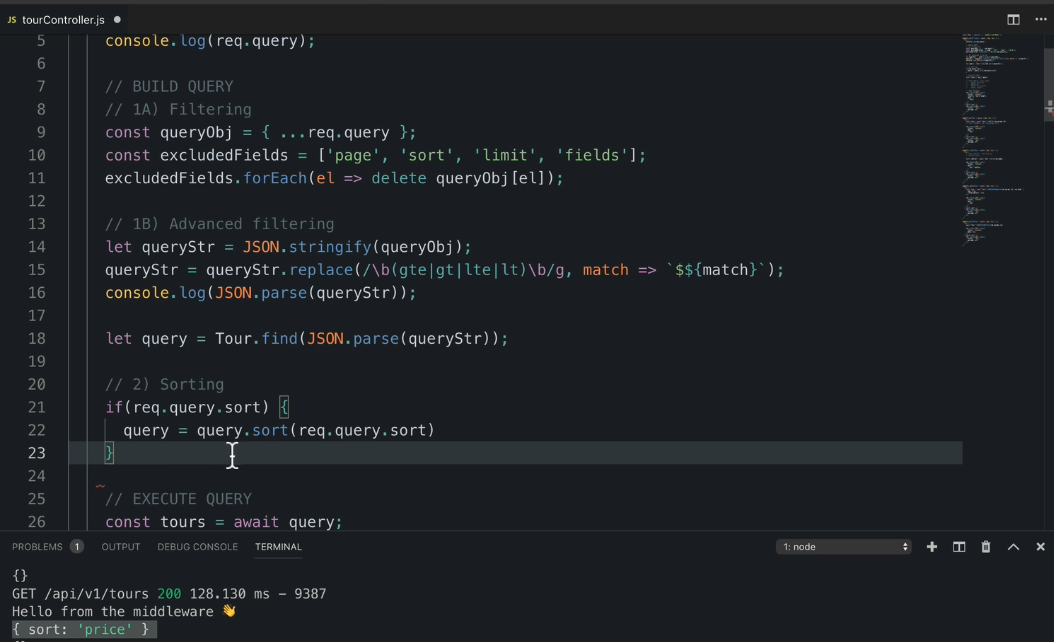 JS tourController.js ●
5 console.log(req.query);
6
7 // BUILD QUERY
8 // 1A) Filtering
9 const queryObj = { ...req.query };
10 const excludedFields = ['page', 'sort', 'limit', 'fields'];
11 excludedFields.forEach(el => delete queryObj[el]);
12
13 // 1B) Advanced filtering
14 let queryStr = JSON.stringify(queryObj);
15 queryStr = queryStr.replace(/\b(gte|gt|lte|lt)\b/g, match => `$${match}`);
16 console.log(JSON.parse(queryStr));
17
18 let query = Tour.find(JSON.parse(queryStr));
19
20 // 2) Sorting
21 if(req.query.sort) {
22 query = query.sort(req.query.sort)
23 }
24
25 // EXECUTE QUERY
26 const tours = await query;
PROBLEMS 1 OUTPUT DEBUG CONSOLE TERMINAL 1: node
{}
GET /api/v1/tours 200 128.130 ms - 9387
Hello from the middleware 👋
{ sort: 'price' }